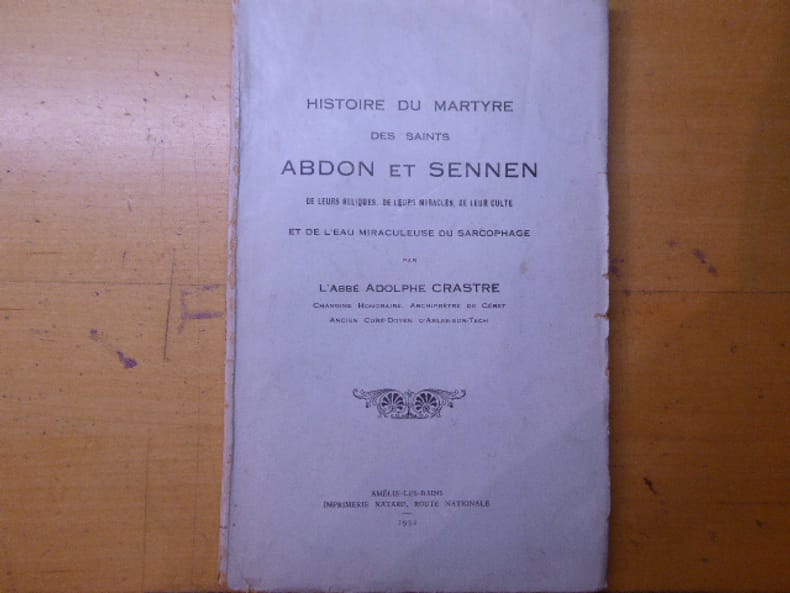 HISTOIRE DU MARTYRE
DES SAINTS
ABDON ET SENNEN
DE LEURS RELIQUES, DE LEURS MIRACLES, DE LEUR CULTE
ET DE L'EAU MIRACULEUSE DU SARCOPHAGE
PAR
L'ABBÉ ADOLPHE CRASTRE
CHANOINE HONORAIRE, ARCHIPRÊTRE DE CÉRET
ANCIEN CURÉ-DOYEN D'ARLES-SUR-TECH
AMÉLIE-LES-BAINS
IMPRIMERIE NATARD, ROUTE NATIONALE
1932